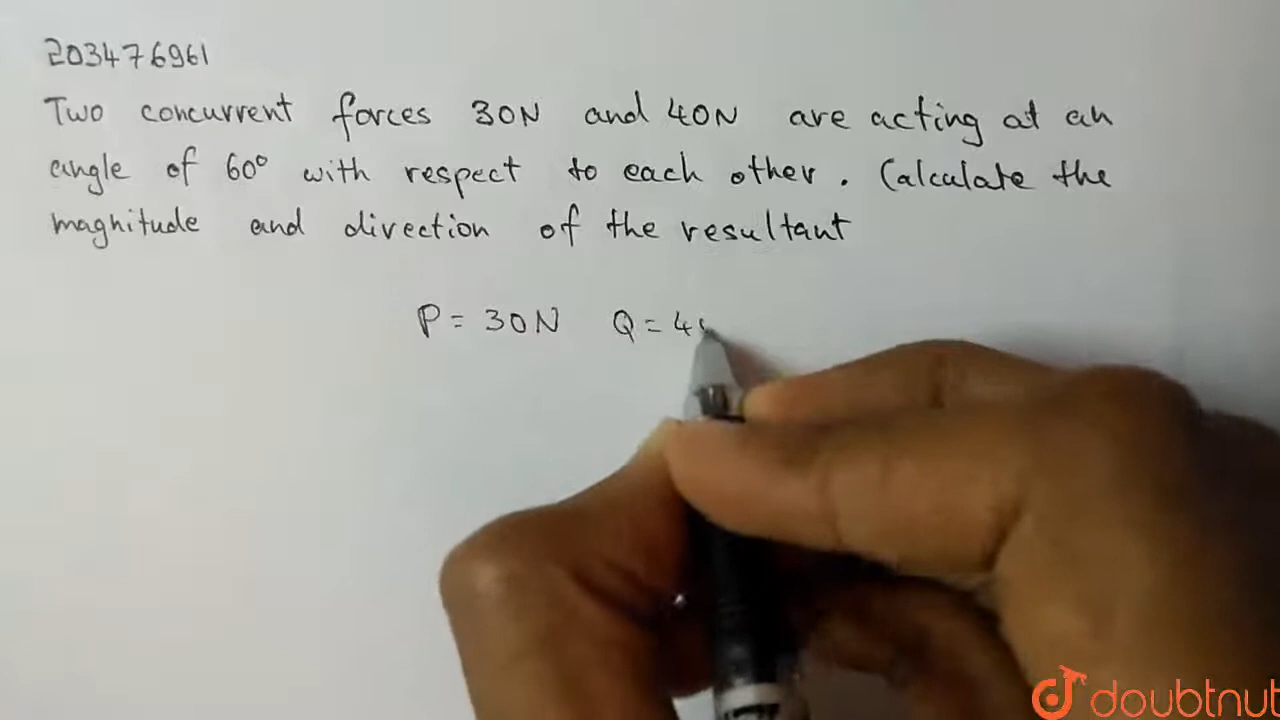 203476961
Two concurrent forces 30N and 40N are acting at an
angle of 60° with respect to each other. Calculate the
magnitude and direction of the resultant
P = 30N Q = 4
doubtnut